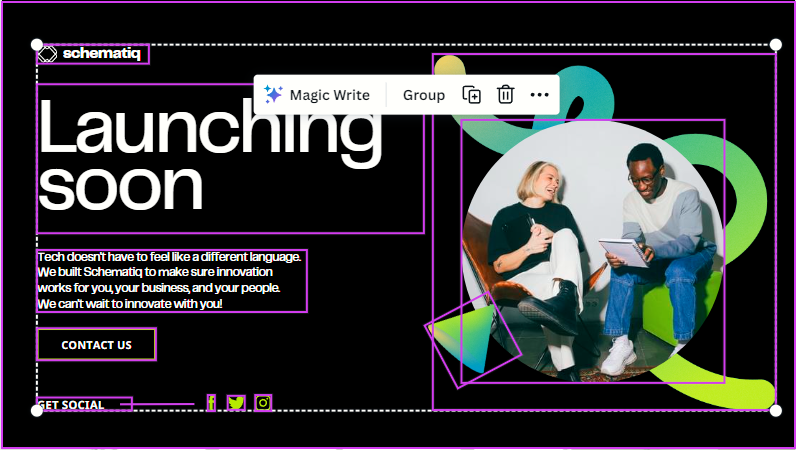 schematiq
Magic Write
Group
Launching
soon
Tech doesn't have to feel like a different language.
We built Schematiq to make sure innovation
works for you, your business, and your people.
We can't wait to innovate with you!
CONTACT US
GET SOCIAL